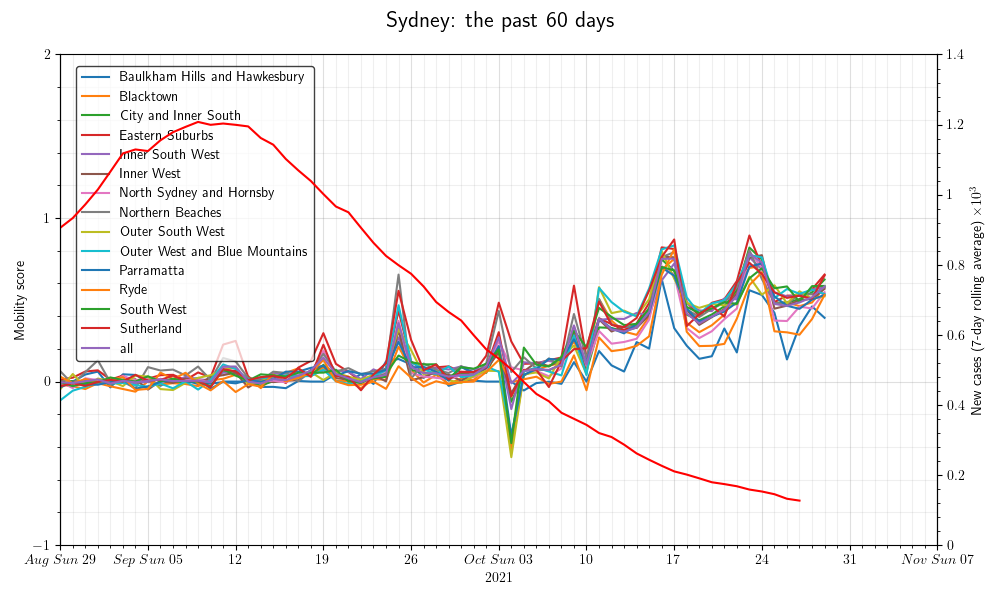 Sydney: the past 60 days
2
1
0
−1
Mobility score
Baulkham Hills and Hawkesbury
Blacktown
City and Inner South
Eastern Suburbs
Inner South West
Inner West
North Sydney and Hornsby
Northern Beaches
Outer South West
Outer West and Blue Mountains
Parramatta
Ryde
South West
Sutherland
all
1.4
1.2
1
0.8
0.6
0.4
0.2
0
New cases (7-day rolling average) ×10³
Aug Sun 29 Sep Sun 05 12 19 26 Oct Sun 03 10 17 24 31 Nov Sun 07
2021